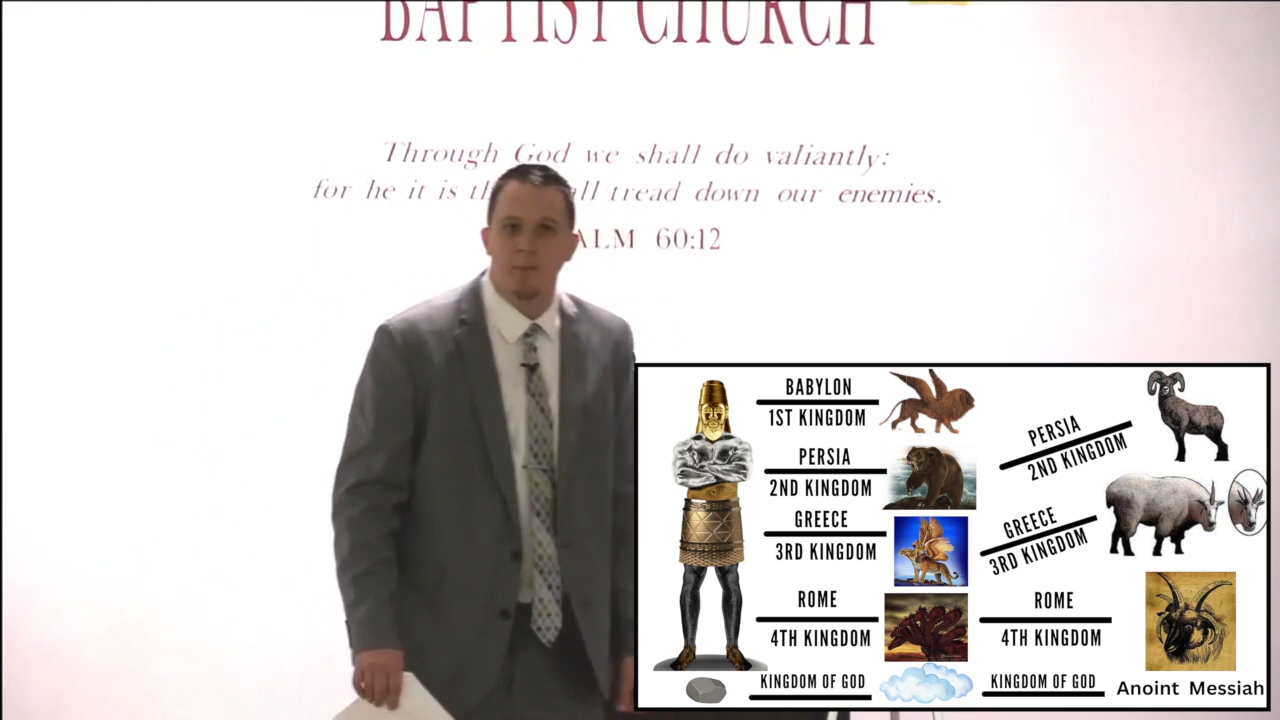 BAPTIST CHURCH
Through God we shall do valiantly:
for he it is th all tread down our enemies.
ALM 60:12
BABYLON
1ST KINGDOM
PERSIA
2ND KINGDOM
GREECE
3RD KINGDOM
ROME
4TH KINGDOM
KINGDOM OF GOD
PERSIA
2ND KINGDOM
GREECE
3RD KINGDOM
ROME
4TH KINGDOM
KINGDOM OF GOD
Anoint Messiah